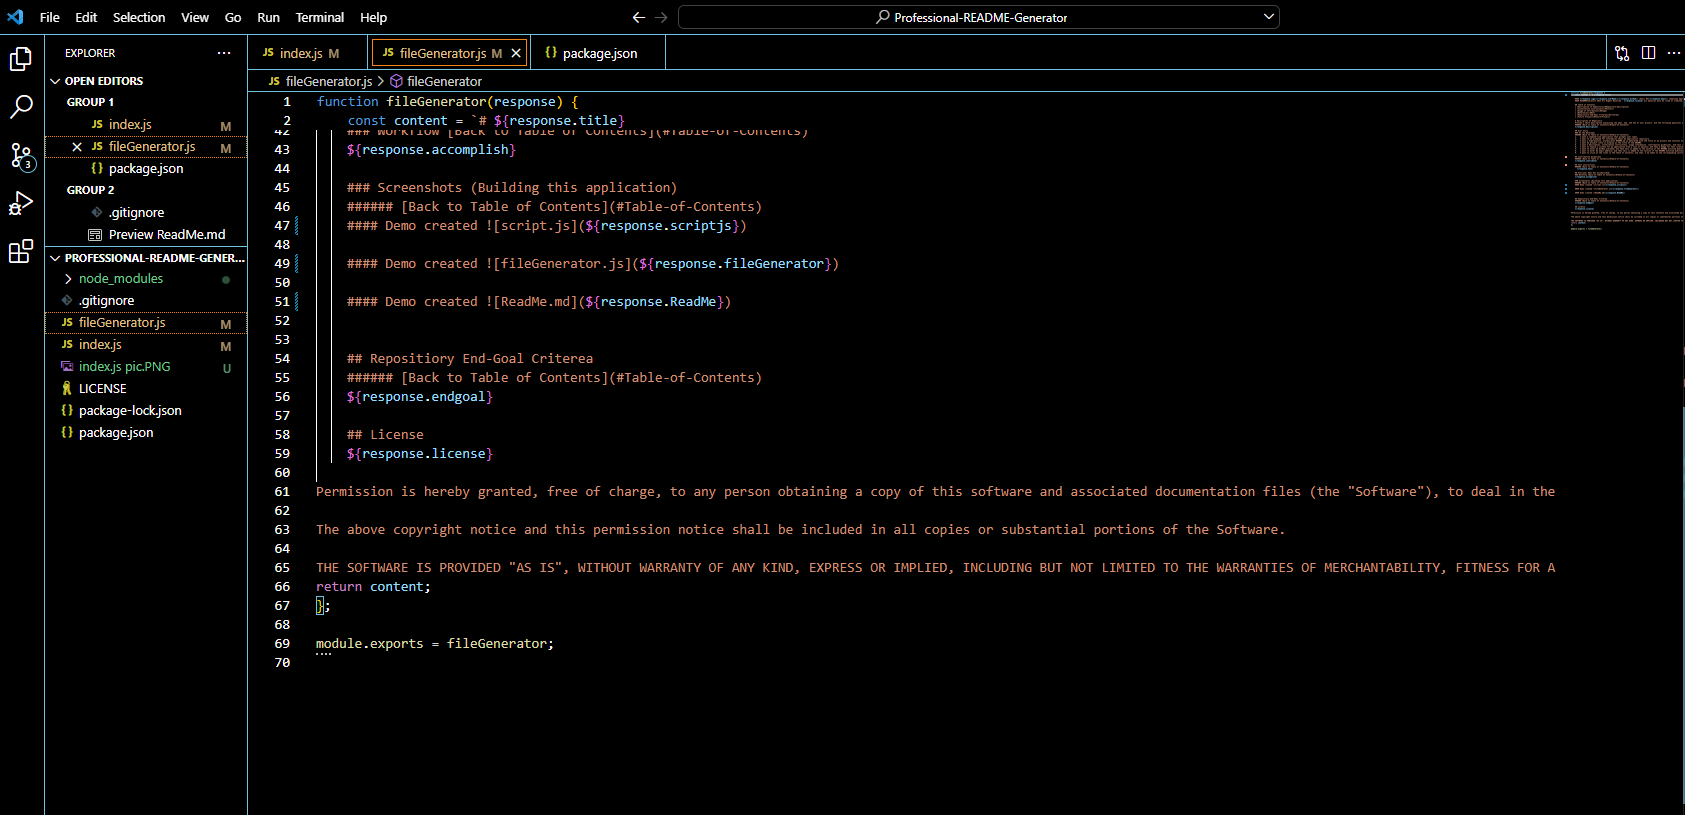 File Edit Selection View Go Run Terminal Help
Professional-README-Generator
EXPLORER
OPEN EDITORS
GROUP 1
JS index.js M
JS fileGenerator.js M
{} package.json
GROUP 2
.gitignore
Preview ReadMe.md
PROFESSIONAL-README-GENER...
node_modules
.gitignore
JS fileGenerator.js M
JS index.js M
index.js pic.PNG U
LICENSE
{} package-lock.json
{} package.json
3
JS index.js M
JS fileGenerator.js M
{} package.json
JS fileGenerator.js > fileGenerator
1 function fileGenerator(response) {
2 const content = `# ${response.title}
42 ### Workflow [Back to Table of Contents](#Table-of-Contents)
43 ${response.accomplish}
44
45 ### Screenshots (Building this application)
46 ###### [Back to Table of Contents](#Table-of-Contents)
47 #### Demo created ![script.js](${response.scriptjs})
48
49 #### Demo created ![fileGenerator.js](${response.fileGenerator})
50
51 #### Demo created ![ReadMe.md](${response.ReadMe})
52
53
54 ## Repositiory End-Goal Criterea
55 ###### [Back to Table of Contents](#Table-of-Contents)
56 ${response.endgoal}
57
58 ## License
59 ${response.license}
60
61 Permission is hereby granted, free of charge, to any person obtaining a copy of this software and associated documentation files (the "Software"), to deal in the
62
63 The above copyright notice and this permission notice shall be included in all copies or substantial portions of the Software.
64
65 THE SOFTWARE IS PROVIDED "AS IS", WITHOUT WARRANTY OF ANY KIND, EXPRESS OR IMPLIED, INCLUDING BUT NOT LIMITED TO THE WARRANTIES OF MERCHANTABILITY, FITNESS FOR A
66 return content;
67 };
68
69 module.exports = fileGenerator;
70